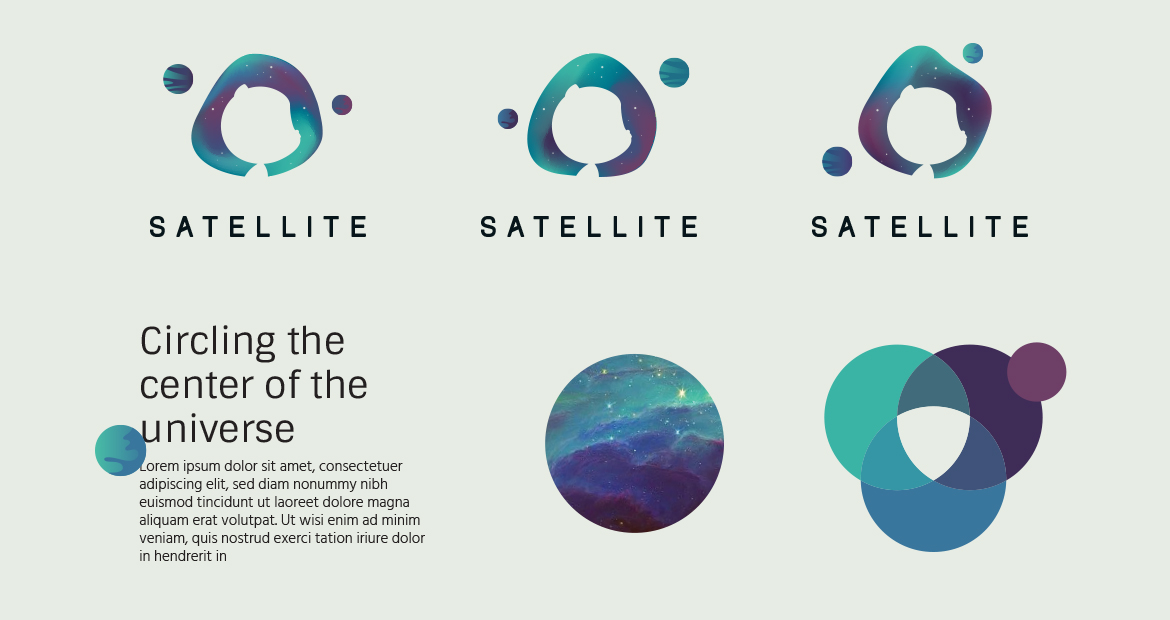 SATELLITE
SATELLITE
SATELLITE
Circling the
center of the
universe
Lorem ipsum dolor sit amet, consectetuer
adipiscing elit, sed diam nonummy nibh
euismod tincidunt ut laoreet dolore magna
aliquam erat volutpat. Ut wisi enim ad minim
veniam, quis nostrud exerci tation iriure dolor
in hendrerit in